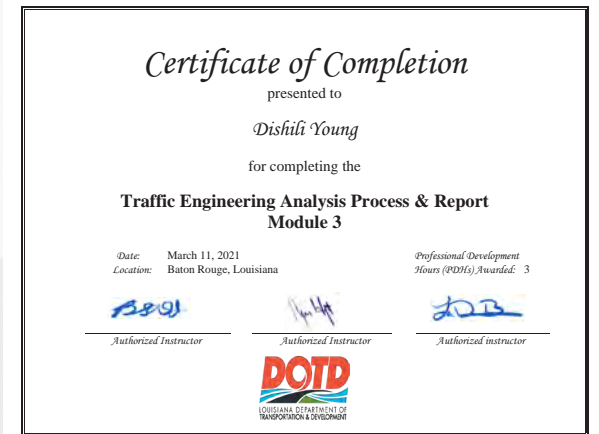 Certificate of Completion
presented to
Dishili Young
for completing the
Traffic Engineering Analysis Process & Report
Module 3
Date: March 11, 2021
Location: Baton Rouge, Louisiana
Professional Development
Hours (PDHs) Awarded: 3
Authorized Instructor
Authorized Instructor
Authorized instructor
DOTD
LOUISIANA DEPARTMENT OF
TRANSPORTATION & DEVELOPMENT